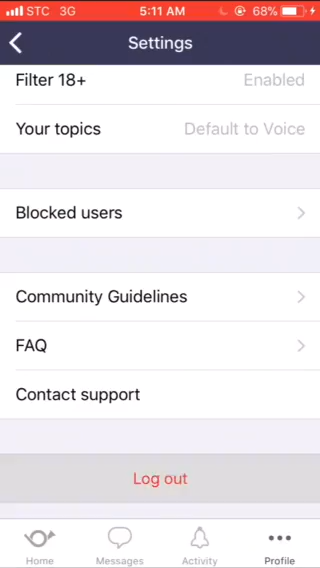 STC 3G 5:11 AM 68%
Settings
Filter 18+ Enabled
Your topics Default to Voice
Blocked users
Community Guidelines
FAQ
Contact support
Log out
Home Messages Activity Profile